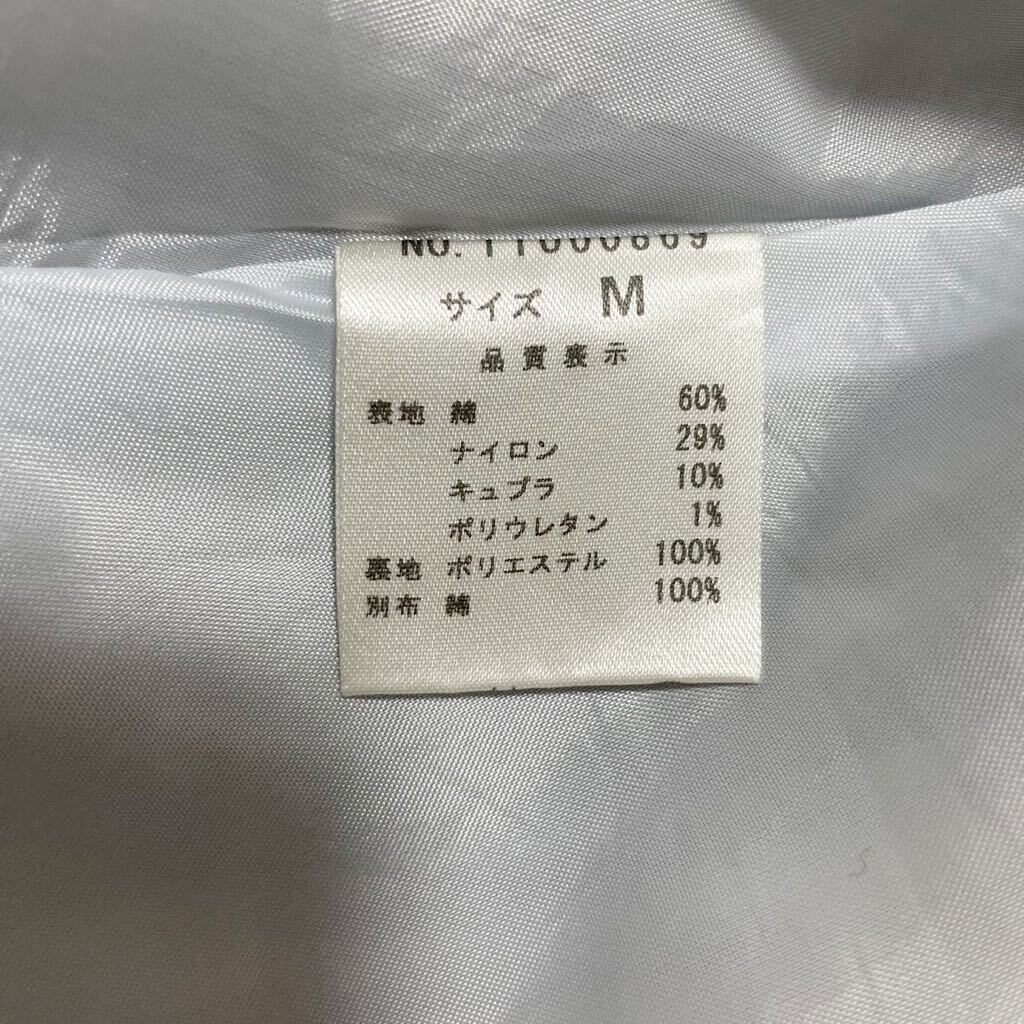 NO. 11000869
サイズ M
品質表示
表地 綿 60%
ナイロン 29%
キュプラ 10%
ポリウレタン 1%
裏地 ポリエステル 100%
別布 綿 100%